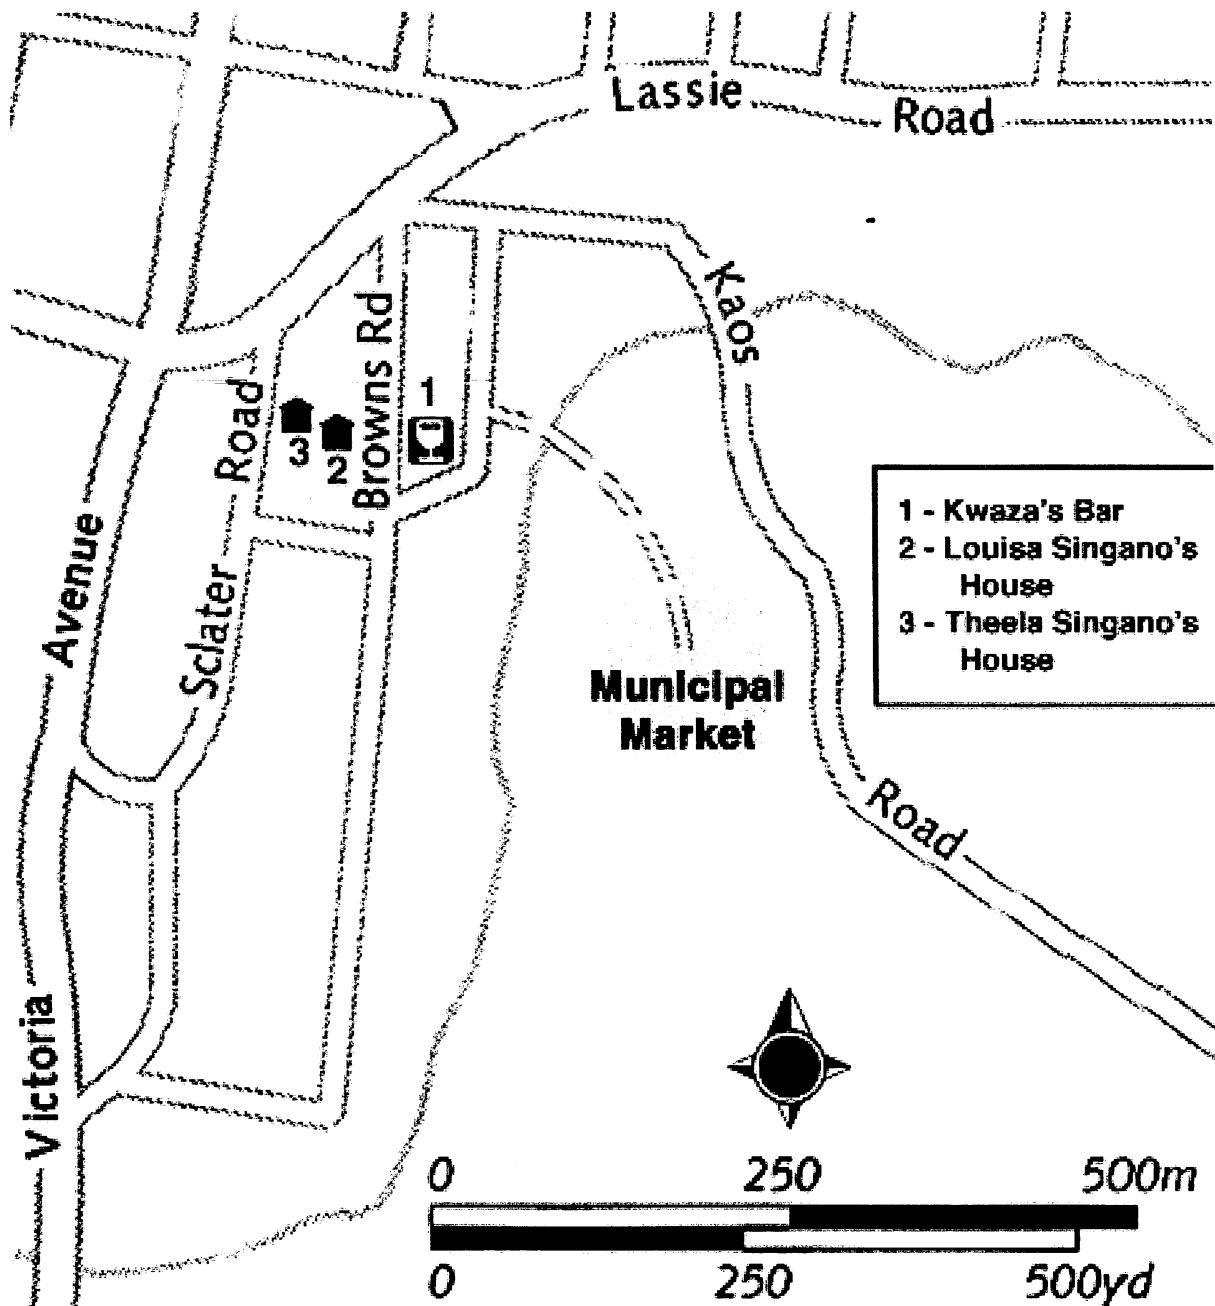 Lassie Road
Kaos Road
Browns Rd
Sclater Road
Victoria Avenue
1
2
3
1 - Kwaza's Bar
2 - Louisa Singano's
House
3 - Theela Singano's
House
Municipal
Market
0 250 500m
0 250 500yd